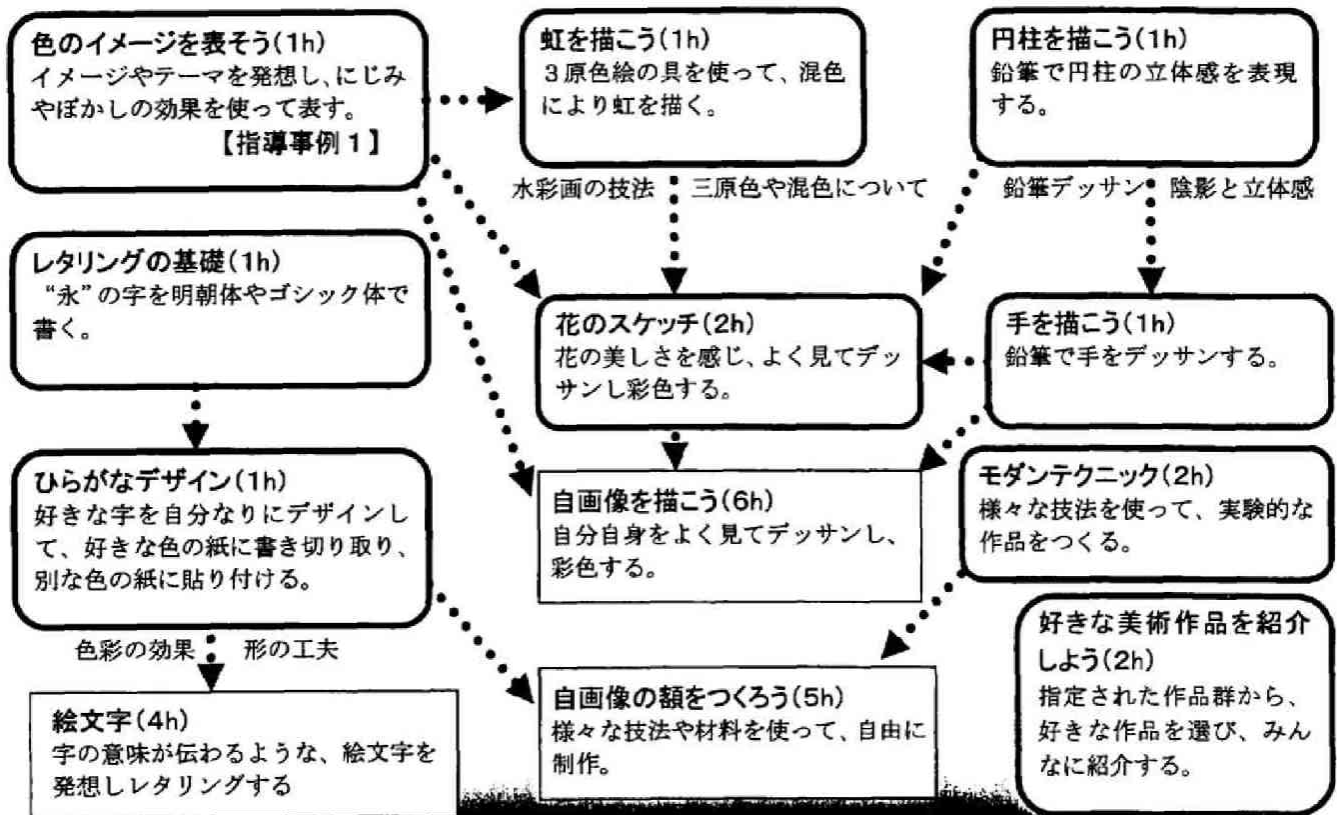 色のイメージを表そう(1h)
イメージやテーマを発想し、にじみ
やぼかしの効果を使って表す。
【指導事例1】
虹を描こう(1h)
3原色絵の具を使って、混色
により虹を描く。
円柱を描こう(1h)
鉛筆で円柱の立体感を表現
する。
水彩画の技法
三原色や混色について
鉛筆デッサン
陰影と立体感
レタリングの基礎(1h)
“永”の字を明朝体やゴシック体で
書く。
花のスケッチ(2h)
花の美しさを感じ、よく見てデッ
サンし彩色する。
手を描こう(1h)
鉛筆で手をデッサンする。
ひらがなデザイン(1h)
好きな字を自分なりにデザインし
て、好きな色の紙に書き切り取り、
別な色の紙に貼り付ける。
自画像を描こう(6h)
自分自身をよく見てデッサンし、
彩色する。
モダンテクニック(2h)
様々な技法を使って、実験的な
作品をつくる。
色彩の効果
形の工夫
絵文字(4h)
字の意味が伝わるような、絵文字を
発想しレタリングする
自画像の額をつくろう(5h)
様々な技法や材料を使って、自由に
制作。
好きな美術作品を紹介
しよう(2h)
指定された作品群から、
好きな作品を選び、みん
なに紹介する。